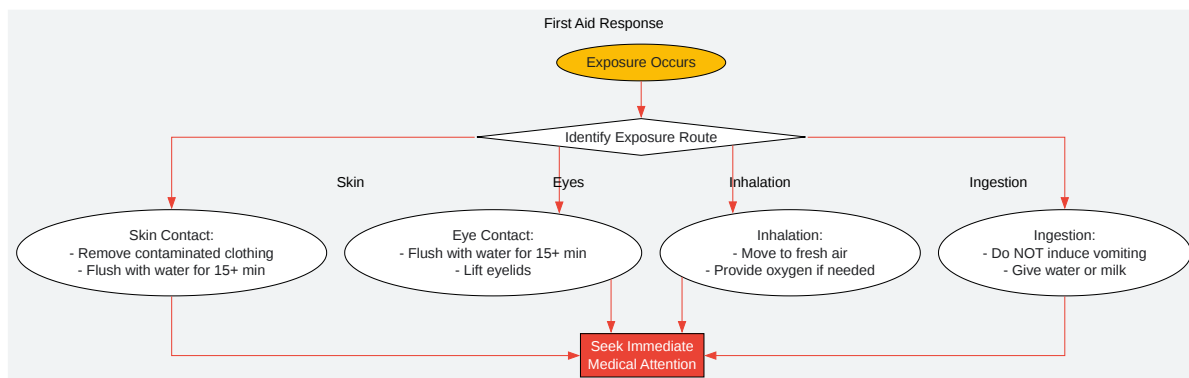 First Aid Response
Exposure Occurs
Identify Exposure Route
Skin
Eyes
Inhalation
Ingestion
Skin Contact:
- Remove contaminated clothing
- Flush with water for 15+ min
Eye Contact:
- Flush with water for 15+ min
- Lift eyelids
Inhalation:
- Move to fresh air
- Provide oxygen if needed
Ingestion:
- Do NOT induce vomiting
- Give water or milk
Seek Immediate
Medical Attention